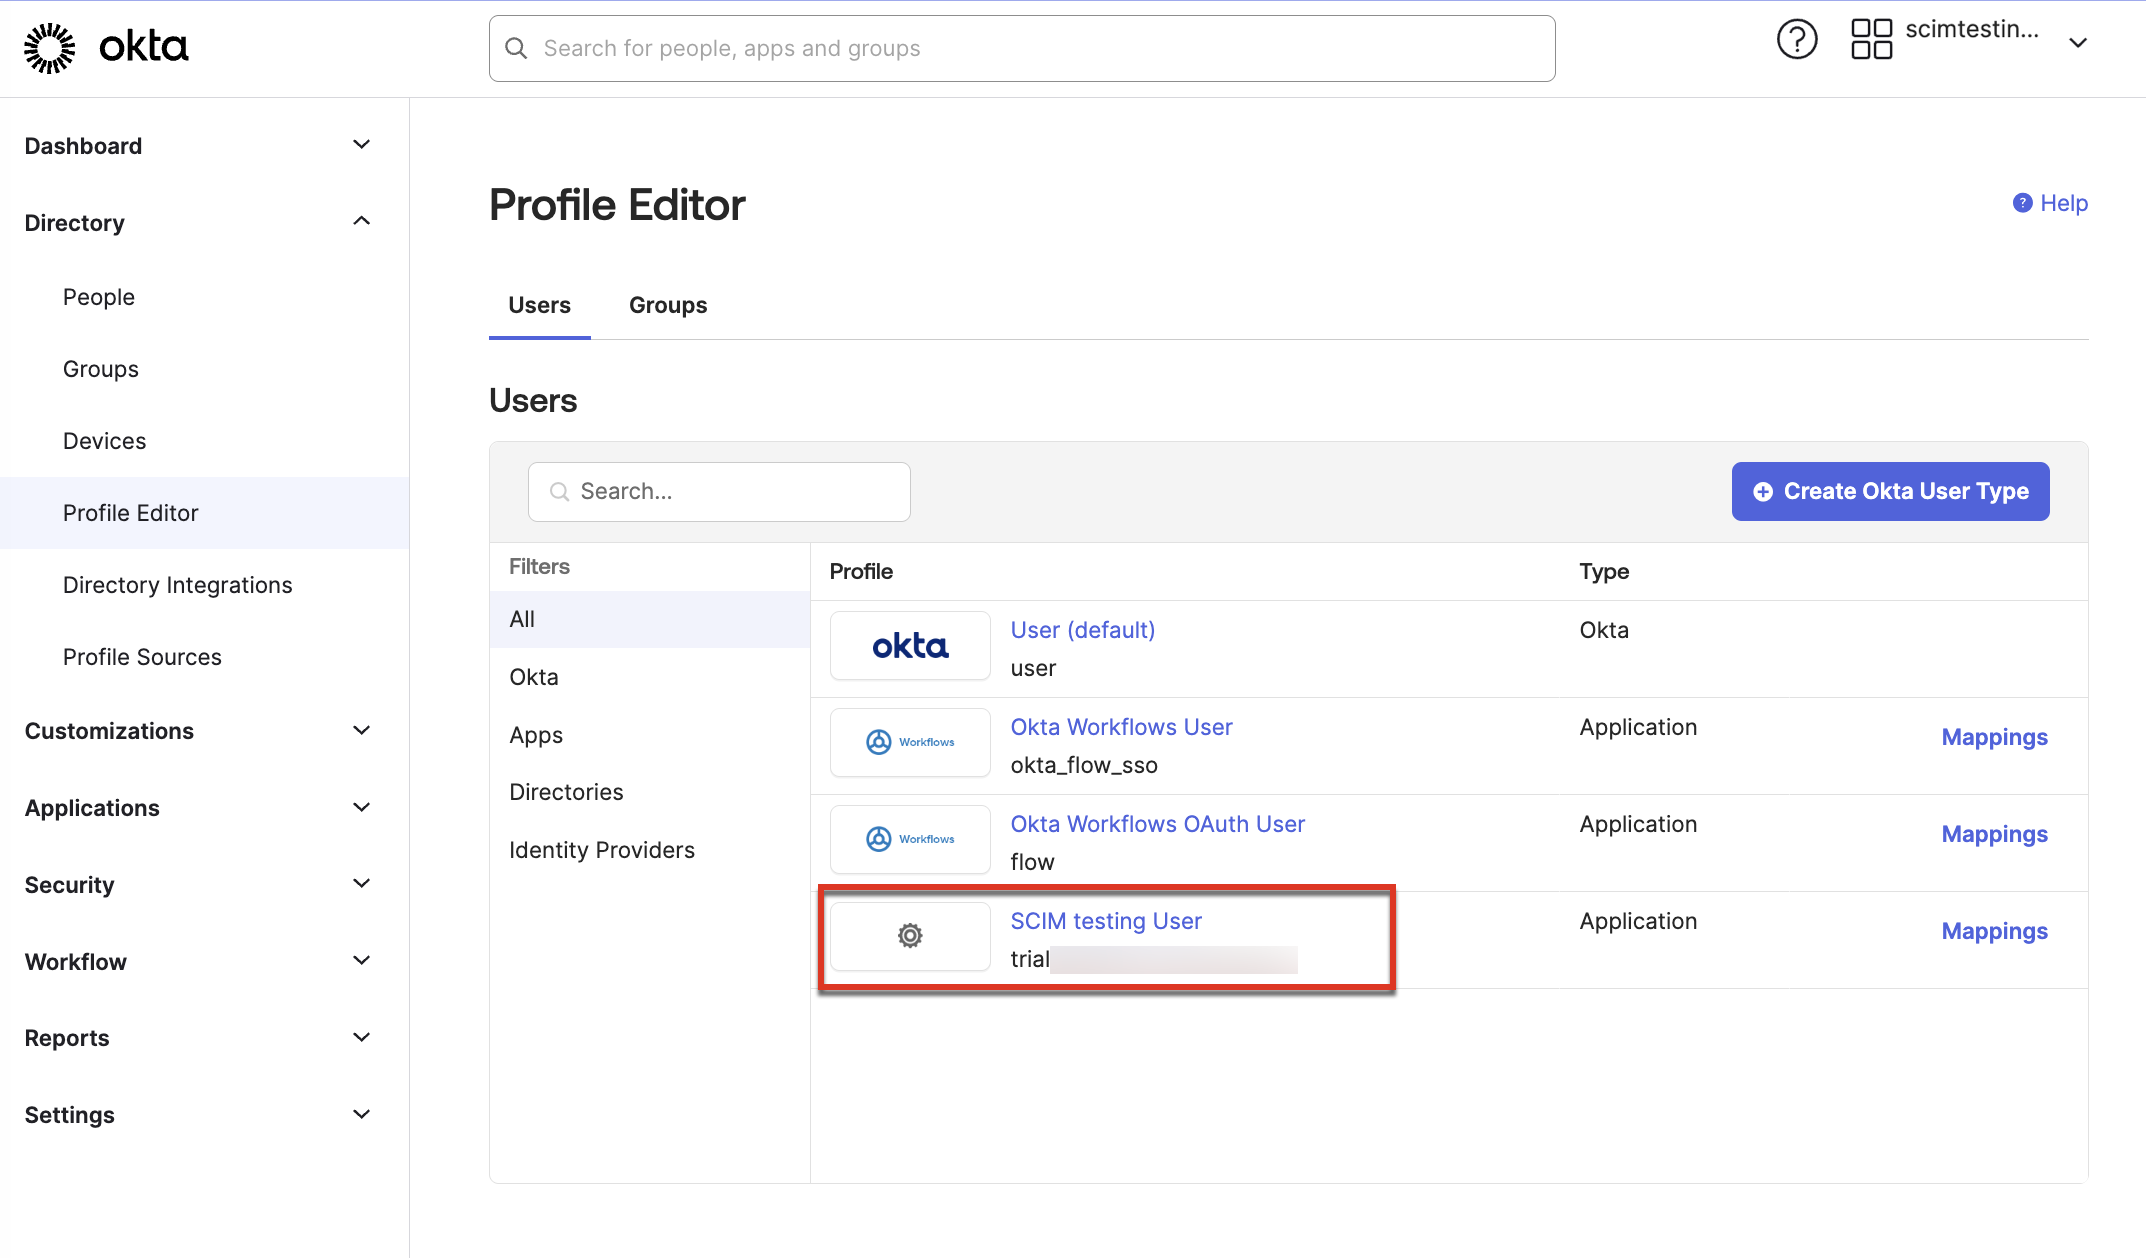 okta
Search for people, apps and groups
scimtestin...
Dashboard
Directory
People
Groups
Devices
Profile Editor
Directory Integrations
Profile Sources
Customizations
Applications
Security
Workflow
Reports
Settings
Profile Editor
? Help
Users
Groups
Users
Search...
Create Okta User Type
Filters
All
Okta
Apps
Directories
Identity Providers
Profile
Type
okta
User (default)
user
Okta
Workflows
Okta Workflows User
okta_flow_sso
Application
Mappings
Workflows
Okta Workflows OAuth User
flow
Application
Mappings
SCIM testing User
trial
Application
Mappings